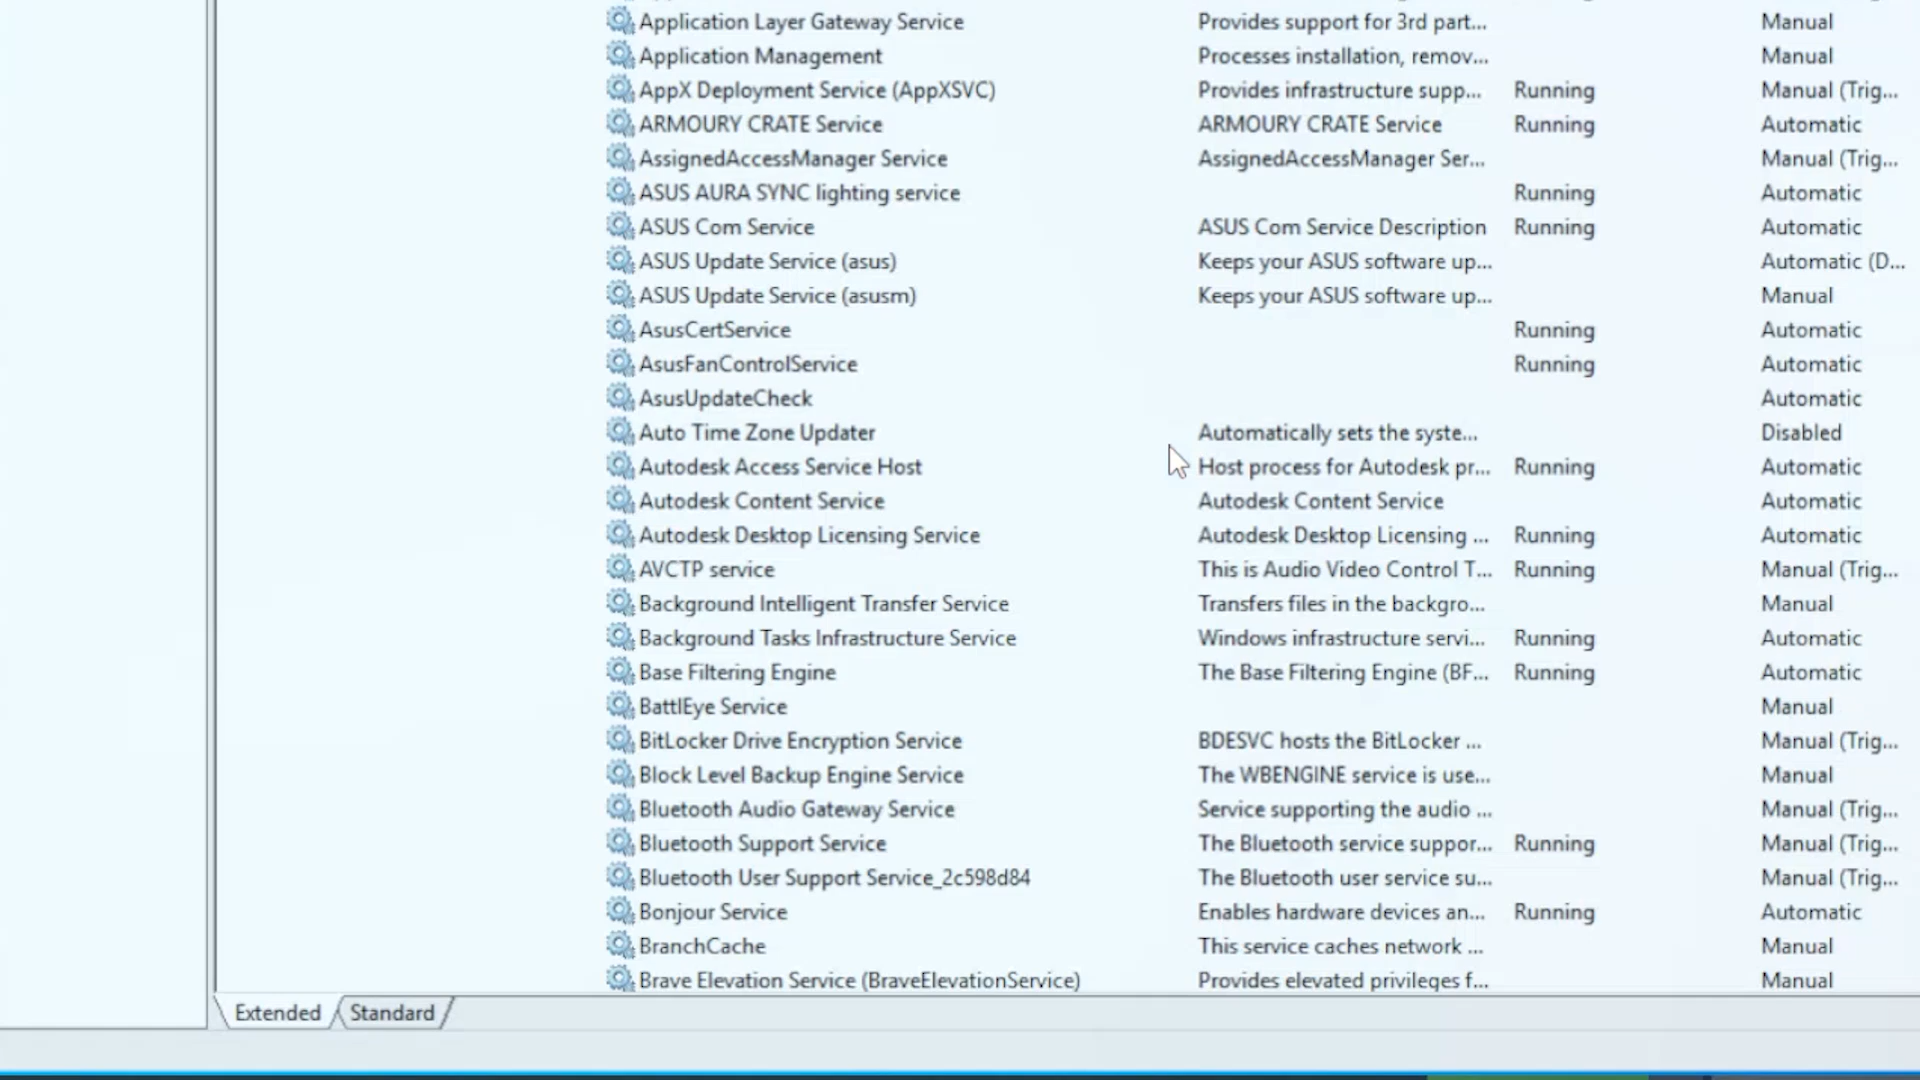 Application Layer Gateway Service Provides support for 3rd part... Manual
Application Management Processes installation, remov... Manual
AppX Deployment Service (AppXSVC) Provides infrastructure supp... Running Manual (Trig...
ARMOURY CRATE Service ARMOURY CRATE Service Running Automatic
AssignedAccessManager Service AssignedAccessManager Ser... Manual (Trig...
ASUS AURA SYNC lighting service Running Automatic
ASUS Com Service ASUS Com Service Description Running Automatic
ASUS Update Service (asus) Keeps your ASUS software up... Automatic (D...
ASUS Update Service (asusm) Keeps your ASUS software up... Manual
AsusCertService Running Automatic
AsusFanControlService Running Automatic
AsusUpdateCheck Automatic
Auto Time Zone Updater Automatically sets the syste... Disabled
Autodesk Access Service Host Host process for Autodesk pr... Running Automatic
Autodesk Content Service Autodesk Content Service Automatic
Autodesk Desktop Licensing Service Autodesk Desktop Licensing ... Running Automatic
AVCTP service This is Audio Video Control T... Running Manual (Trig...
Background Intelligent Transfer Service Transfers files in the backgro... Manual
Background Tasks Infrastructure Service Windows infrastructure servi... Running Automatic
Base Filtering Engine The Base Filtering Engine (BF... Running Automatic
BattlEye Service Manual
BitLocker Drive Encryption Service BDESVC hosts the BitLocker ... Manual (Trig...
Block Level Backup Engine Service The WBENGINE service is use... Manual
Bluetooth Audio Gateway Service Service supporting the audio ... Manual (Trig...
Bluetooth Support Service The Bluetooth service suppor... Running Manual (Trig...
Bluetooth User Support Service_2c598d84 The Bluetooth user service su... Manual (Trig...
Bonjour Service Enables hardware devices an... Running Automatic
BranchCache This service caches network ... Manual
Brave Elevation Service (BraveElevationService) Provides elevated privileges f... Manual
Extended Standard